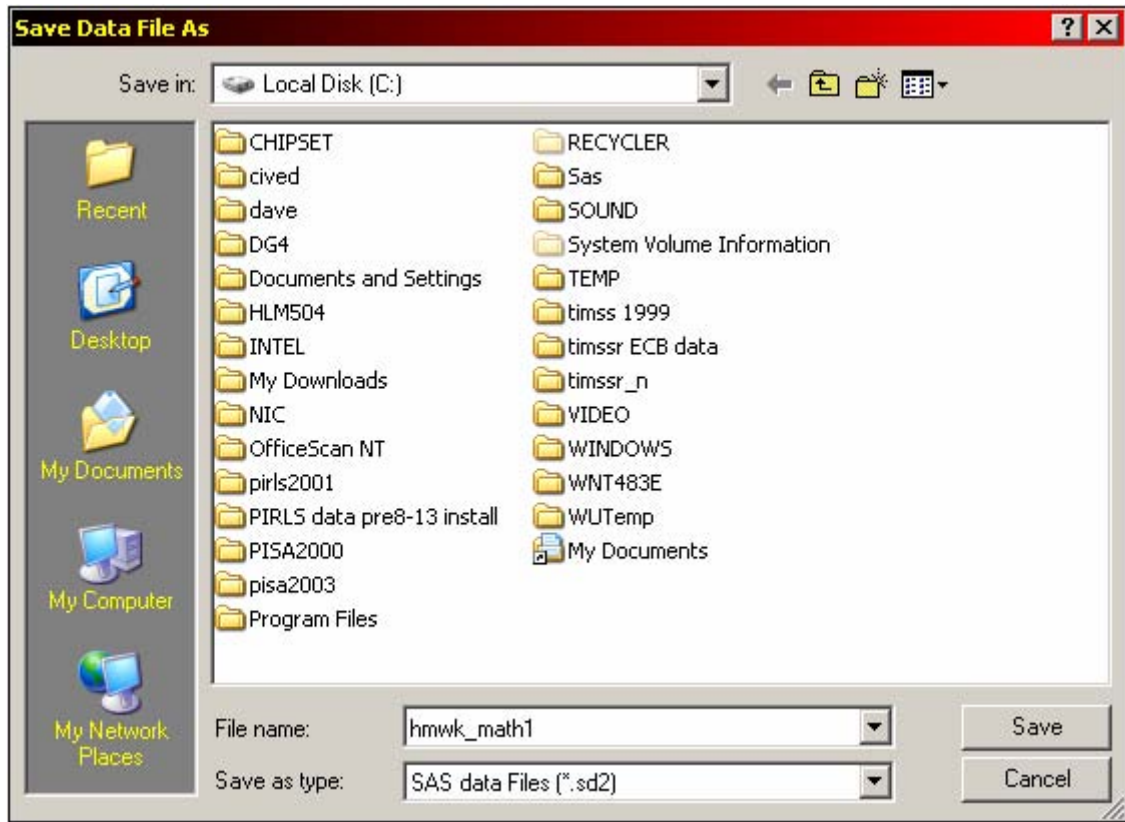 Save Data File As
Save in:
Local Disk (C:)
Recent
Desktop
My Documents
My Computer
My Network
Places
CHIPSET
cived
dave
DG4
Documents and Settings
HLM504
INTEL
My Downloads
NIC
OfficeScan NT
pirls2001
PIRLS data pre8-13 install
PISA2000
pisa2003
Program Files
RECYCLER
Sas
SOUND
System Volume Information
TEMP
timss 1999
timssr ECB data
timssr_n
VIDEO
WINDOWS
WNT483E
WUTemp
My Documents
File name:
hmwk_math1
Save
Save as type:
SAS data Files (*.sd2)
Cancel